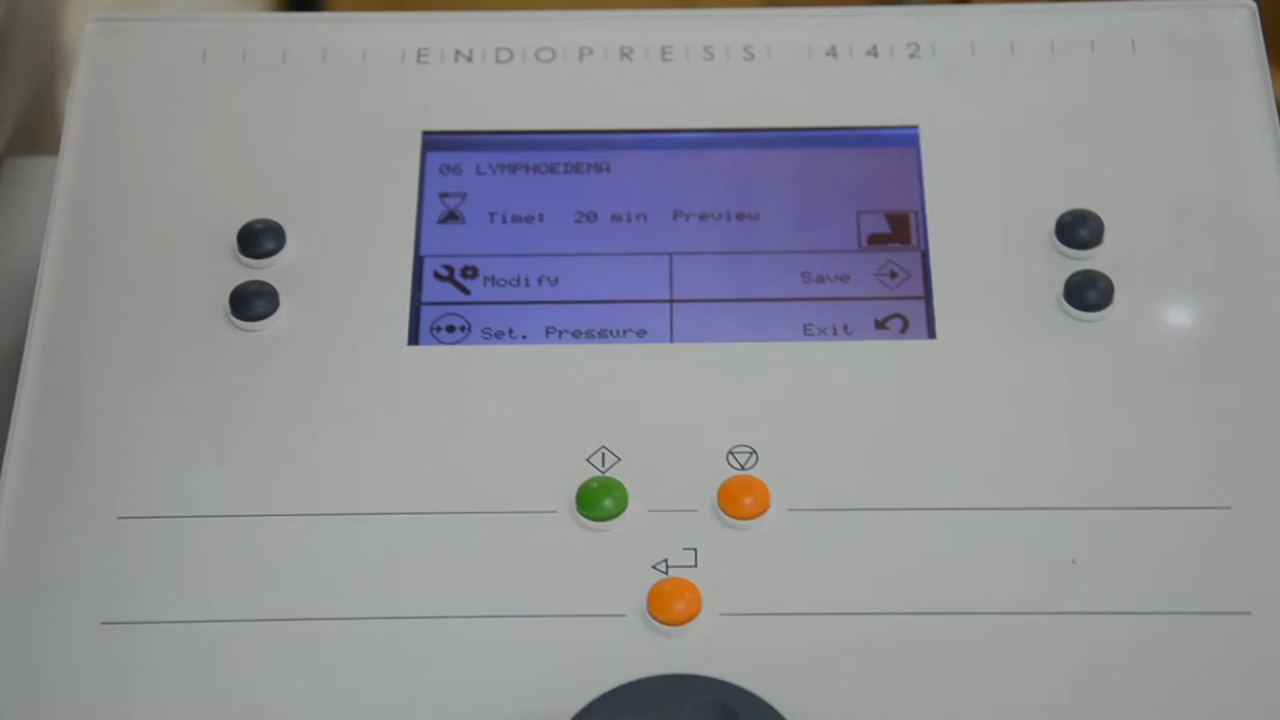 ENDOPRESS 442
06 LYMPHOEDEMA
Time: 20 min Preview
Modify
Save
Set. Pressure
Exit